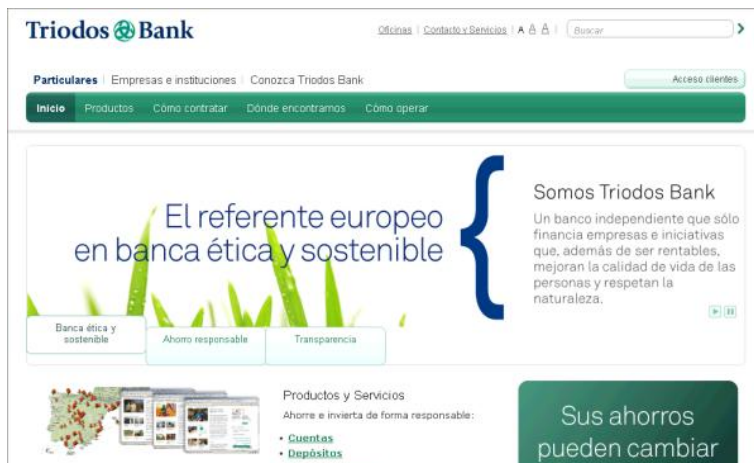 Triodos Bank
Oficinas | Contacto y Servicios | A A A | Buscar
Particulares | Empresas e instituciones | Conozca Triodos Bank
Acceso clientes
Inicio Productos Cómo contratar Dónde encontrarnos Cómo operar
El referente europeo
en banca ética y sostenible
Somos Triodos Bank
Un banco independiente que sólo
financia empresas e iniciativas
que, además de ser rentables,
mejoran la calidad de vida de las
personas y respetan la
naturaleza.
Banca ética y
sostenible
Ahorro responsable
Transparencia
Productos y Servicios
Ahorre e invierta de forma responsable:
• Cuentas
• Depósitos
Sus ahorros
pueden cambiar